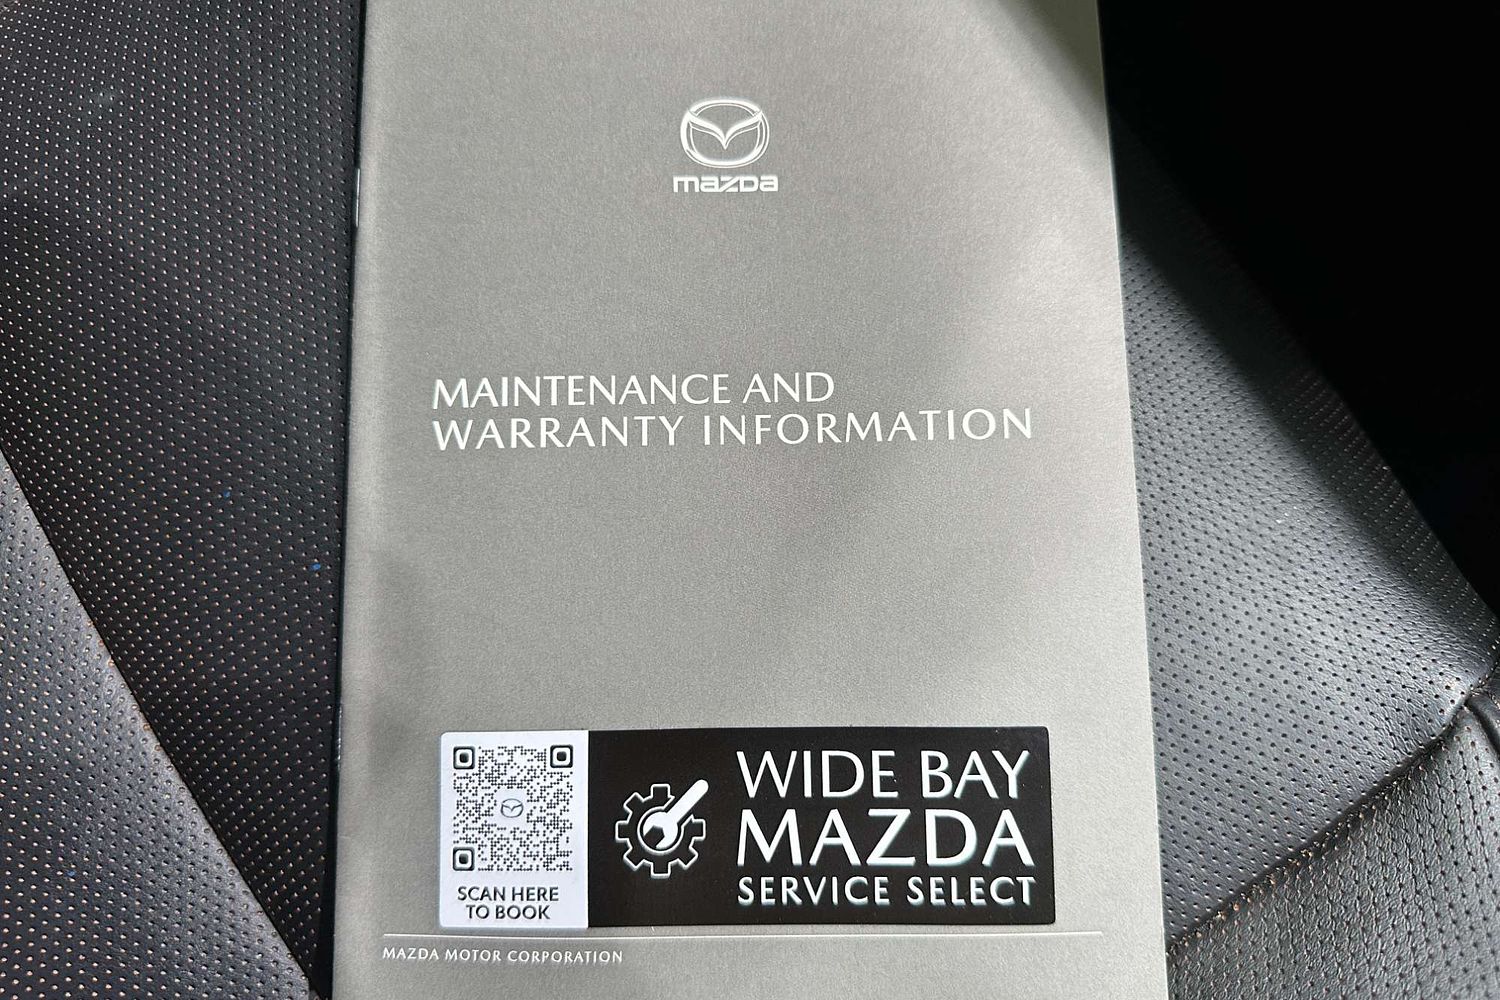 mazda
MAINTENANCE AND
WARRANTY INFORMATION
WIDE BAY
MAZDA
SERVICE SELECT
SCAN HERE
TO BOOK
MAZDA MOTOR CORPORATION